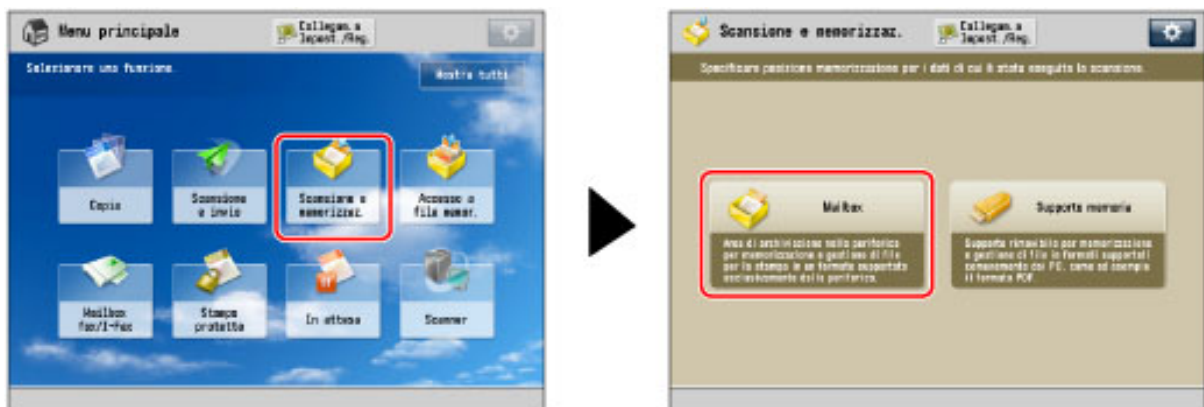 Menu principale
Collegam.a
Impost./Reg.
Selezionare una funzione.
Mostra tutti
Copia
Scansione
e invio
Scansione e
memorizzaz.
Accesso a
file memor.
Mailbox
fax/I-Fax
Stampa
protetta
In attesa
Scanner
Scansione e memorizzaz.
Collegam.a
Impost./Reg.
Specificare posizione memorizzazione per i dati di cui è stata eseguita la scansione.
Mailbox
Area di archiviazione nella periferica
per memorizzazione e gestione di file
per la stampa in un formato supportato
esclusivamente dalla periferica.
Supporto memoria
Supporto rimovibile per memorizzazione
e gestione di file in formati supportati
comunemente dai PC, come ad esempio
il formato PDF.